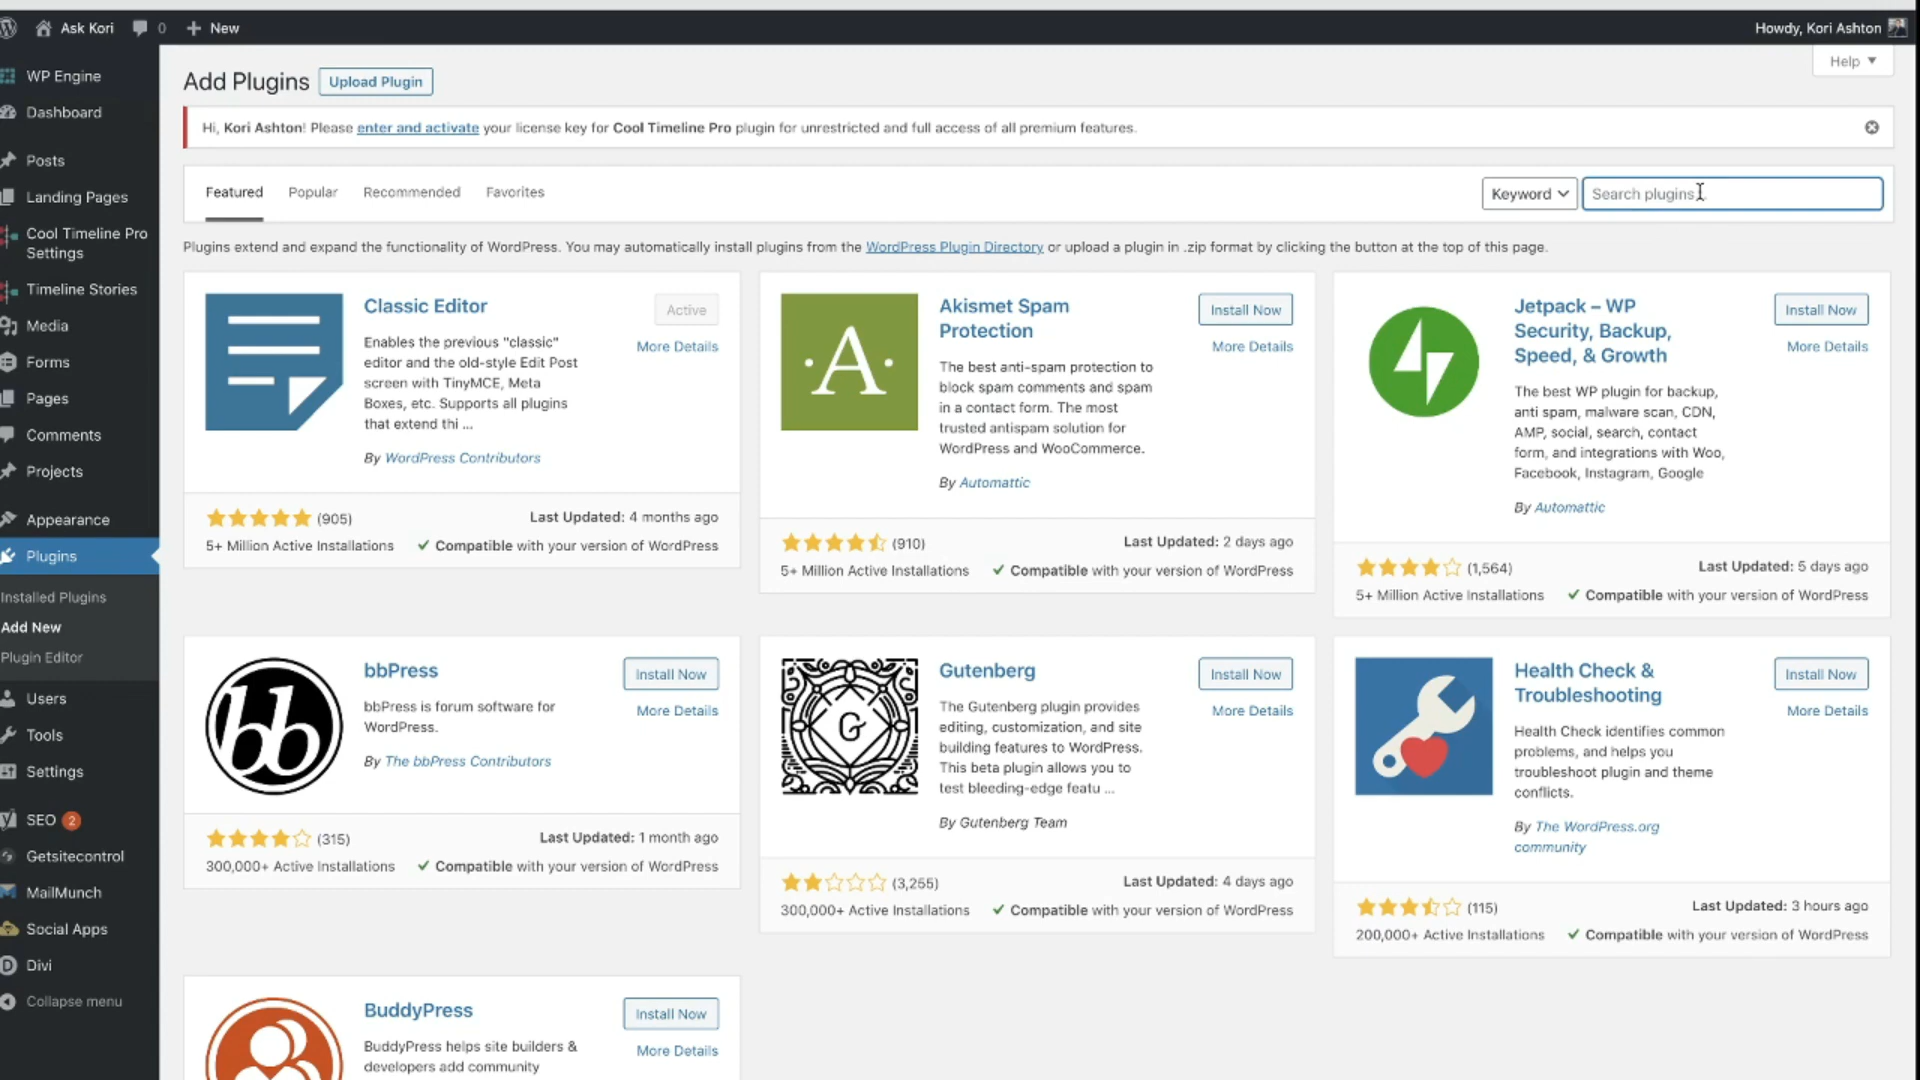 Ask Kori 0 + New Howdy, Kori Ashton
WP Engine
Dashboard
Posts
Landing Pages
Cool Timeline Pro
Settings
Timeline Stories
Media
Forms
Pages
Comments
Projects
Appearance
Plugins
Installed Plugins
Add New
Plugin Editor
Users
Tools
Settings
SEO 2
Getsitecontrol
MailMunch
Social Apps
Divi
Collapse menu
Help
Add Plugins Upload Plugin
Hi, Kori Ashton! Please enter and activate your license key for Cool Timeline Pro plugin for unrestricted and full access of all premium features.
Featured Popular Recommended Favorites Keyword Search plugins
Plugins extend and expand the functionality of WordPress. You may automatically install plugins from the WordPress Plugin Directory or upload a plugin in .zip format by clicking the button at the top of this page.
Classic Editor
Active
More Details
Enables the previous "classic"
editor and the old-style Edit Post
screen with TinyMCE, Meta
Boxes, etc. Supports all plugins
that extend thi ...
By WordPress Contributors
(905) Last Updated: 4 months ago
5+ Million Active Installations ✓ Compatible with your version of WordPress
·A·
Akismet Spam
Protection
Install Now
More Details
The best anti-spam protection to
block spam comments and spam
in a contact form. The most
trusted antispam solution for
WordPress and WooCommerce.
By Automattic
(910) Last Updated: 2 days ago
5+ Million Active Installations ✓ Compatible with your version of WordPress
Jetpack – WP
Security, Backup,
Speed, & Growth
Install Now
More Details
The best WP plugin for backup,
anti spam, malware scan, CDN,
AMP, social, search, contact
form, and integrations with Woo,
Facebook, Instagram, Google
By Automattic
(1,564) Last Updated: 5 days ago
5+ Million Active Installations ✓ Compatible with your version of WordPress
bb
bbPress
Install Now
More Details
bbPress is forum software for
WordPress.
By The bbPress Contributors
(315) Last Updated: 1 month ago
300,000+ Active Installations ✓ Compatible with your version of WordPress
G
Gutenberg
Install Now
More Details
The Gutenberg plugin provides
editing, customization, and site
building features to WordPress.
This beta plugin allows you to
test bleeding-edge featu ...
By Gutenberg Team
(3,255) Last Updated: 4 days ago
300,000+ Active Installations ✓ Compatible with your version of WordPress
Health Check &
Troubleshooting
Install Now
More Details
Health Check identifies common
problems, and helps you
troubleshoot plugin and theme
conflicts.
By The WordPress.org
community
(115) Last Updated: 3 hours ago
200,000+ Active Installations ✓ Compatible with your version of WordPress
BuddyPress
Install Now
More Details
BuddyPress helps site builders &
developers add community